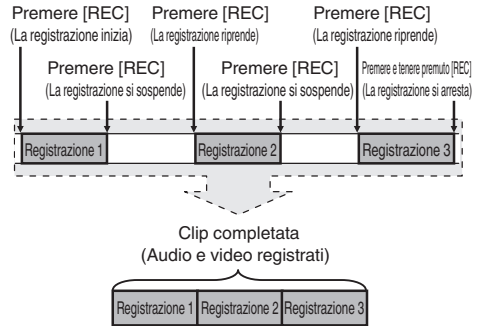 Premere [REC] Premere [REC] Premere [REC]
(La registrazione inizia) (La registrazione riprende) (La registrazione riprende)
Premere [REC] Premere [REC] Premere e tenere premuto [REC]
(La registrazione si sospende) (La registrazione si sospende) (La registrazione si arresta)
Registrazione 1 Registrazione 2 Registrazione 3
Clip completata
(Audio e video registrati)
Registrazione 1 Registrazione 2 Registrazione 3